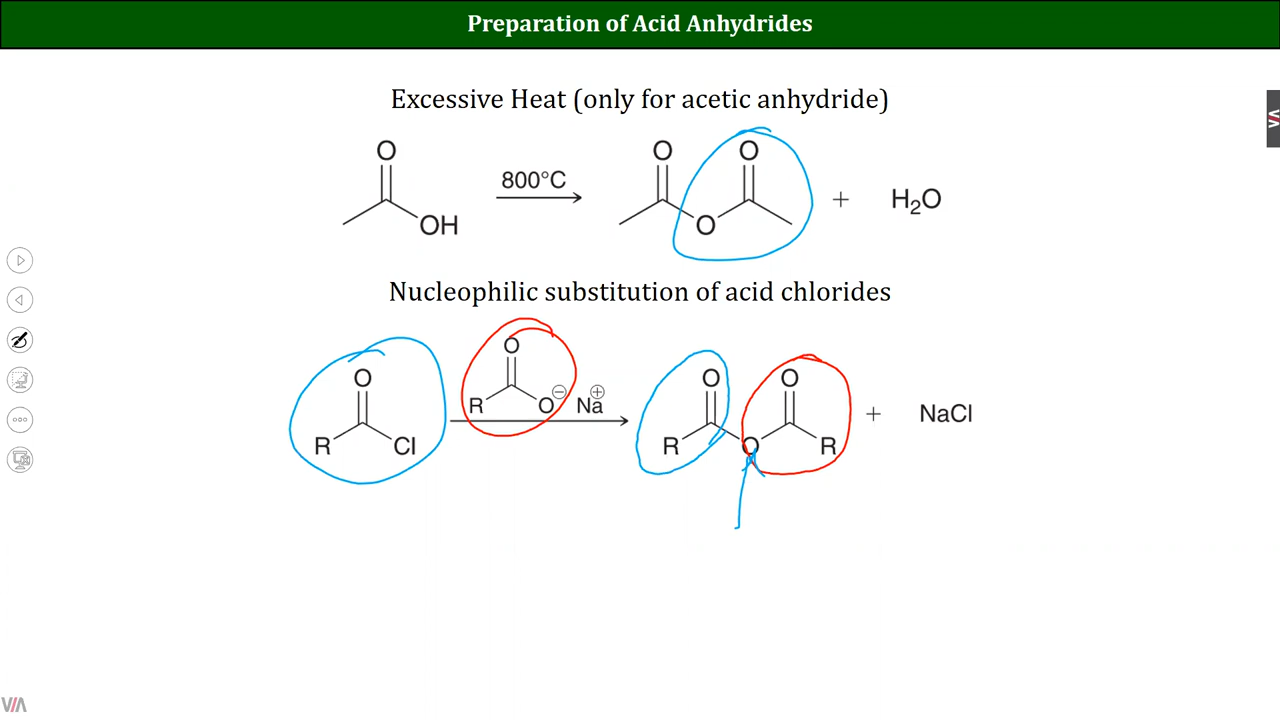 Preparation of Acid Anhydrides
Excessive Heat (only for acetic anhydride)
O
OH
800°C
O O
O
+ H₂O
Nucleophilic substitution of acid chlorides
O
R Cl
O
R O⊖ Na⊕
O O
R O R
+ NaCl
VIA